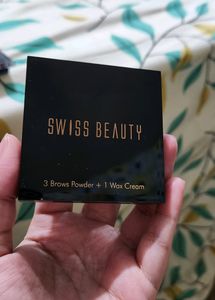 SWISS BEAUTY
3 Brows Powder + 1 Wax Cream